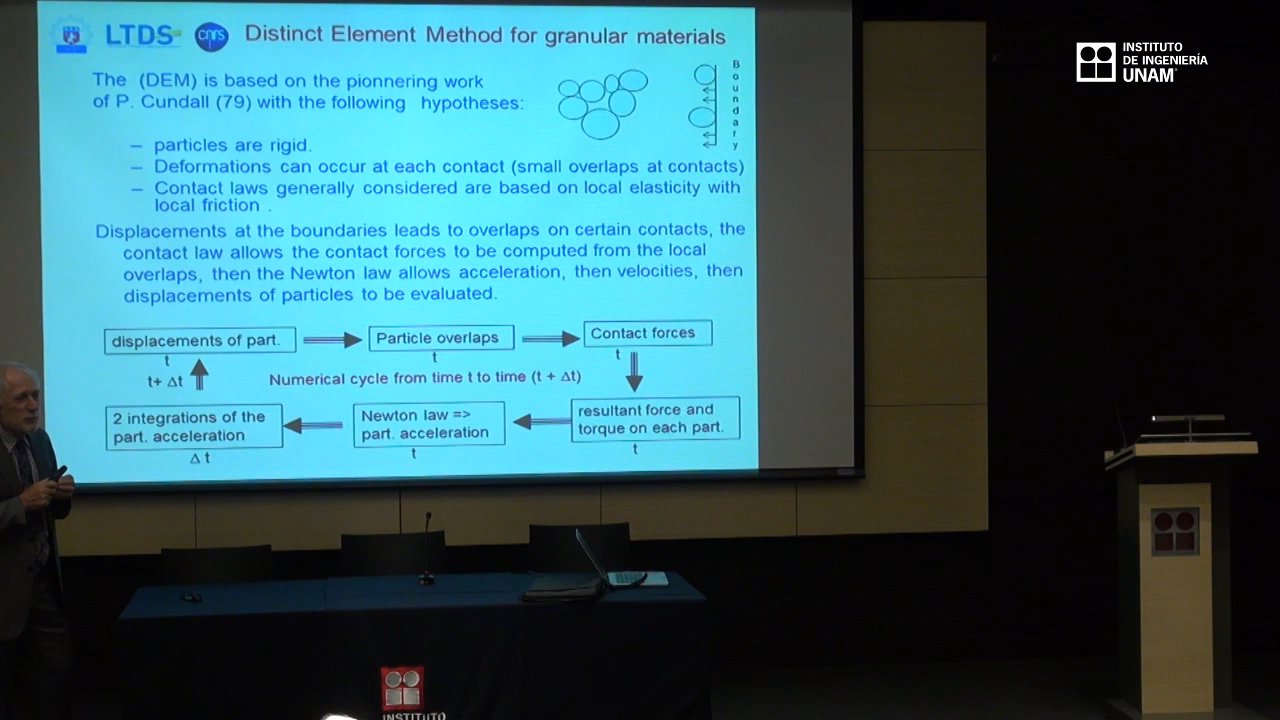 LTDS
cnrs
Distinct Element Method for granular materials
The (DEM) is based on the pionnering work
of P. Cundall (79) with the following hypotheses:
Boundary
– particles are rigid.
– Deformations can occur at each contact (small overlaps at contacts)
– Contact laws generally considered are based on local elasticity with
local friction .
Displacements at the boundaries leads to overlaps on certain contacts, the
contact law allows the contact forces to be computed from the local
overlaps, then the Newton law allows acceleration, then velocities, then
displacements of particles to be evaluated.
displacements of part.
t
Particle overlaps
t
Contact forces
t
t+ Δt
Numerical cycle from time t to time (t + Δt)
2 integrations of the
part. acceleration
Δ t
Newton law =>
part. acceleration
t
resultant force and
torque on each part.
t
INSTITUTO
DE INGENIERÍA
UNAM
INSTITUTO